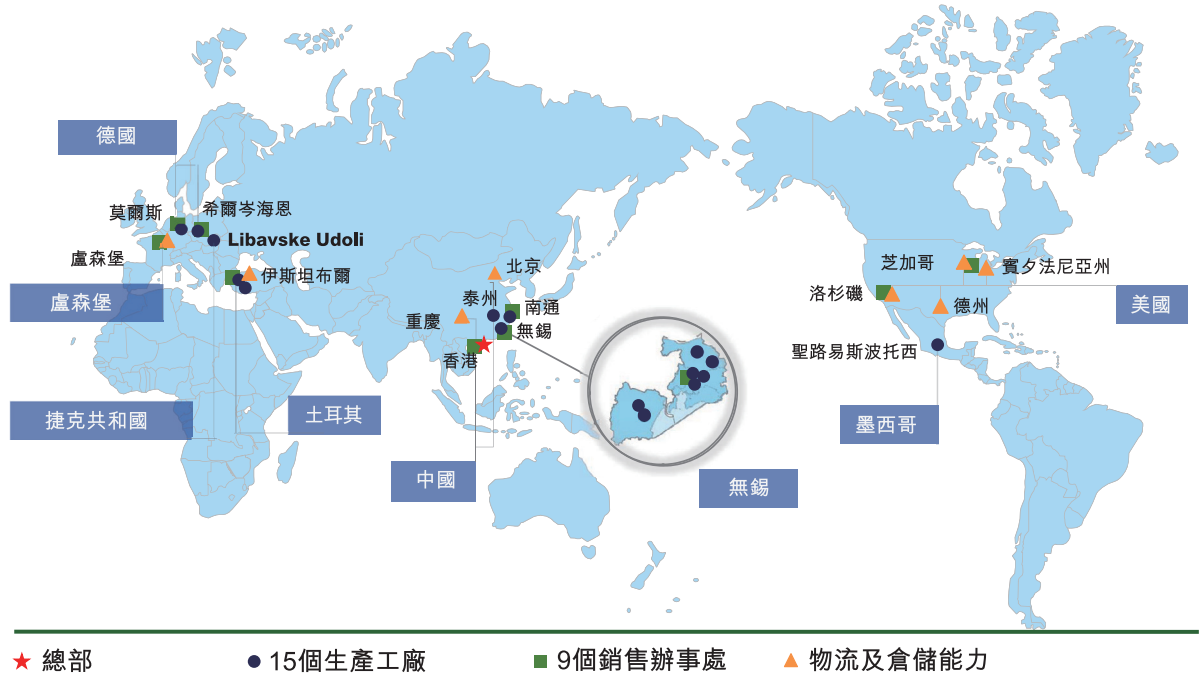 德國
莫爾斯
希爾岑海恩
Libavske Udoli
盧森堡
伊斯坦布爾
盧森堡
捷克共和國
土耳其
北京
泰州
南通
重慶
無錫
香港
中國
無錫
芝加哥
賓夕法尼亞州
洛杉磯
德州
美國
聖路易斯波托西
墨西哥
總部
15個生產工廠
9個銷售辦事處
物流及倉儲能力